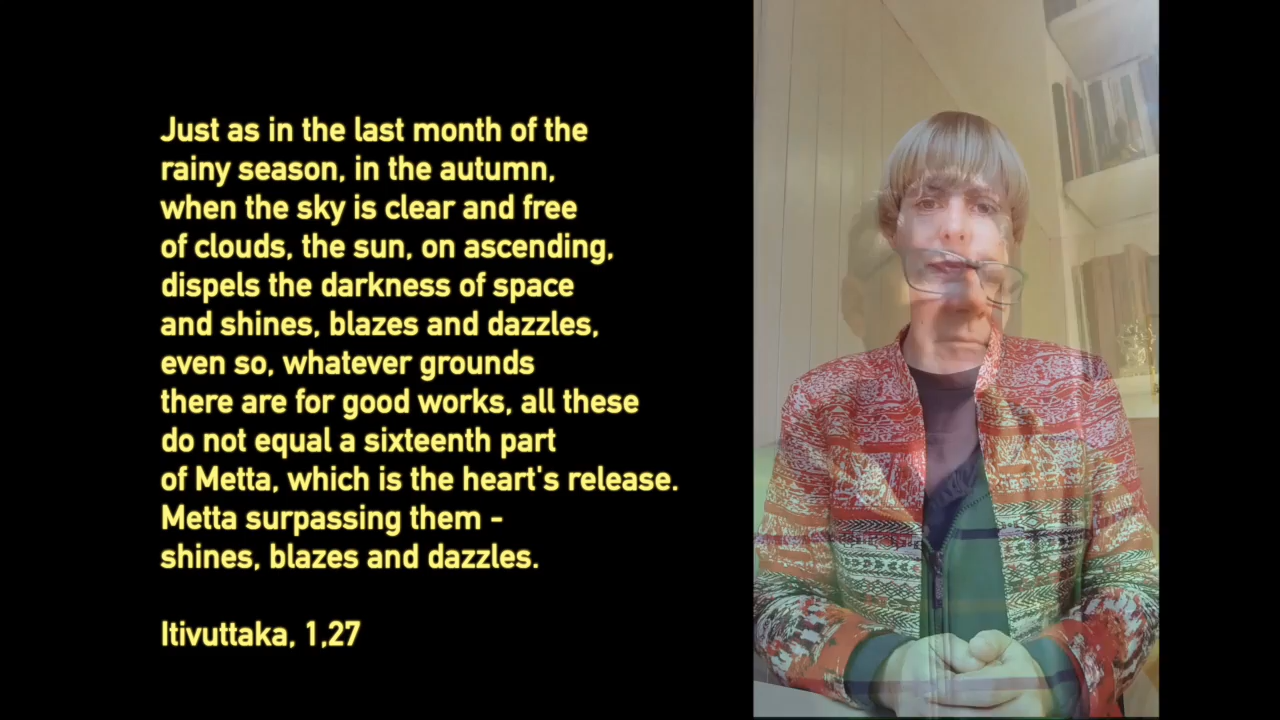 Just as in the last month of the
rainy season, in the autumn,
when the sky is clear and free
of clouds, the sun, on ascending,
dispels the darkness of space
and shines, blazes and dazzles,
even so, whatever grounds
there are for good works, all these
do not equal a sixteenth part
of Metta, which is the heart's release.
Metta surpassing them -
shines, blazes and dazzles.
Itivuttaka, 1,27